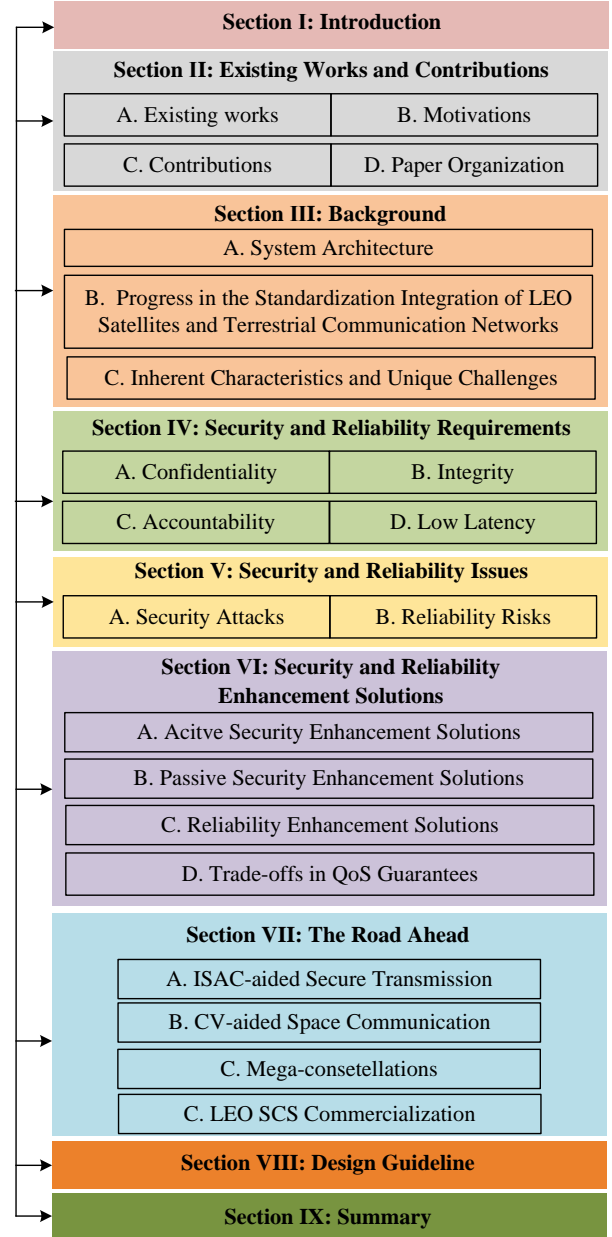 Section I: Introduction
Section II: Existing Works and Contributions
A. Existing works
B. Motivations
C. Contributions
D. Paper Organization
Section III: Background
A. System Architecture
B. Progress in the Standardization Integration of LEO
Satellites and Terrestrial Communication Networks
C. Inherent Characteristics and Unique Challenges
Section IV: Security and Reliability Requirements
A. Confidentiality
B. Integrity
C. Accountability
D. Low Latency
Section V: Security and Reliability Issues
A. Security Attacks
B. Reliability Risks
Section VI: Security and Reliability
Enhancement Solutions
A. Acitve Security Enhancement Solutions
B. Passive Security Enhancement Solutions
C. Reliability Enhancement Solutions
D. Trade-offs in QoS Guarantees
Section VII: The Road Ahead
A. ISAC-aided Secure Transmission
B. CV-aided Space Communication
C. Mega-consetellations
C. LEO SCS Commercialization
Section VIII: Design Guideline
Section IX: Summary